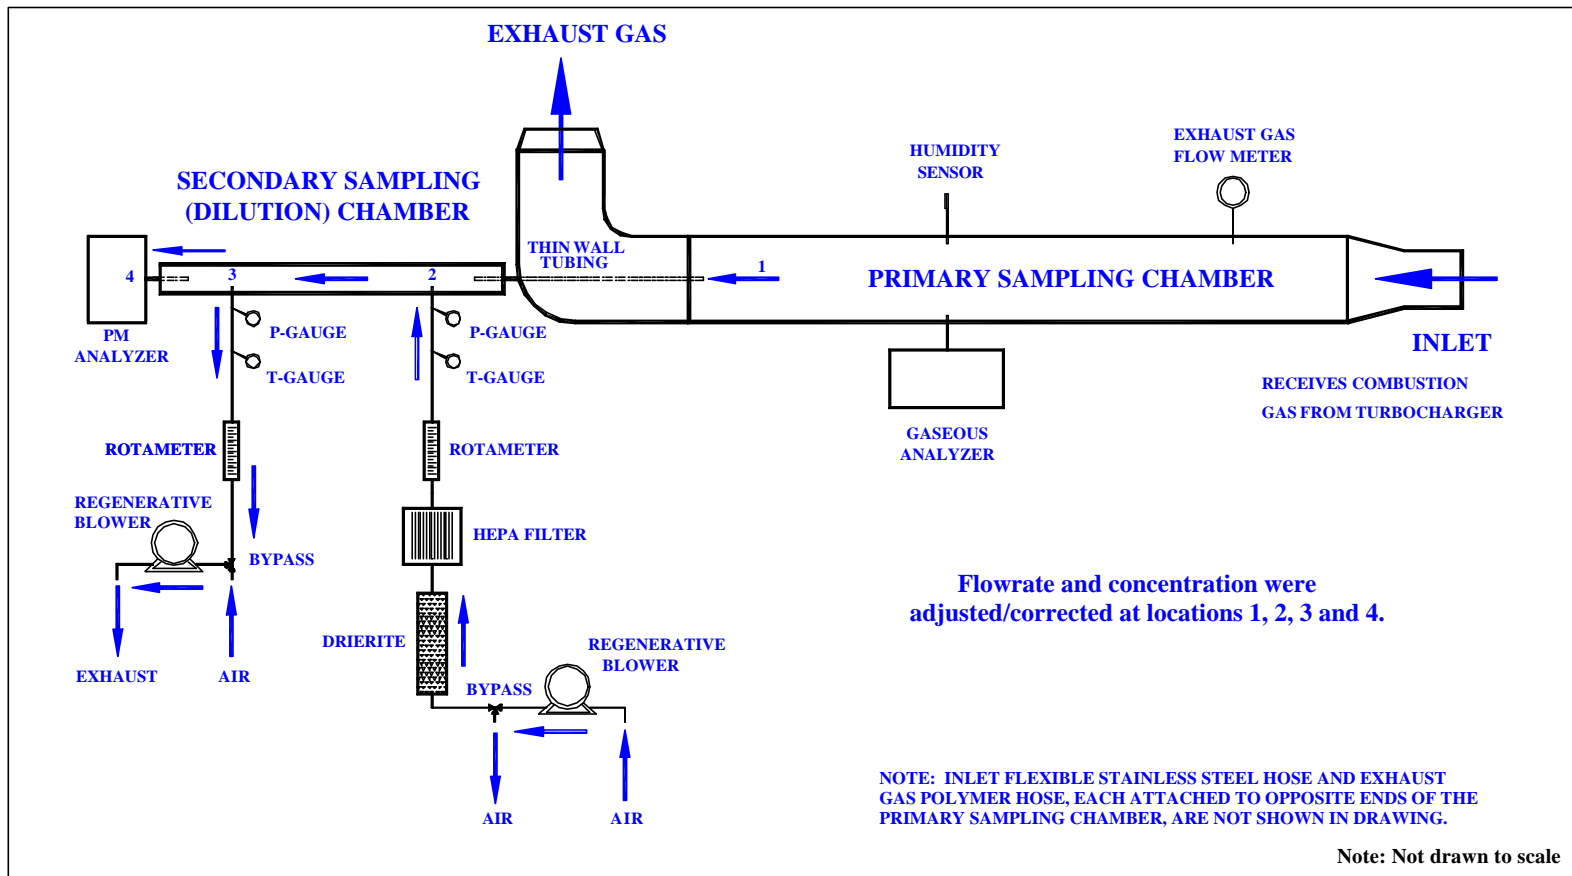 EXHAUST GAS
SECONDARY SAMPLING
(DILUTION) CHAMBER
HUMIDITY
SENSOR
EXHAUST GAS
FLOW METER
THIN WALL
TUBING
4
3
2
1
PRIMARY SAMPLING CHAMBER
PM
ANALYZER
P-GAUGE
T-GAUGE
P-GAUGE
T-GAUGE
INLET
RECEIVES COMBUSTION
GAS FROM TURBOCHARGER
GASEOUS
ANALYZER
ROTAMETER
ROTAMETER
REGENERATIVE
BLOWER
HEPA FILTER
BYPASS
Flowrate and concentration were
adjusted/corrected at locations 1, 2, 3 and 4.
DRIERITE
REGENERATIVE
BLOWER
EXHAUST
AIR
BYPASS
AIR
AIR
NOTE: INLET FLEXIBLE STAINLESS STEEL HOSE AND EXHAUST
GAS POLYMER HOSE, EACH ATTACHED TO OPPOSITE ENDS OF THE
PRIMARY SAMPLING CHAMBER, ARE NOT SHOWN IN DRAWING.
Note: Not drawn to scale